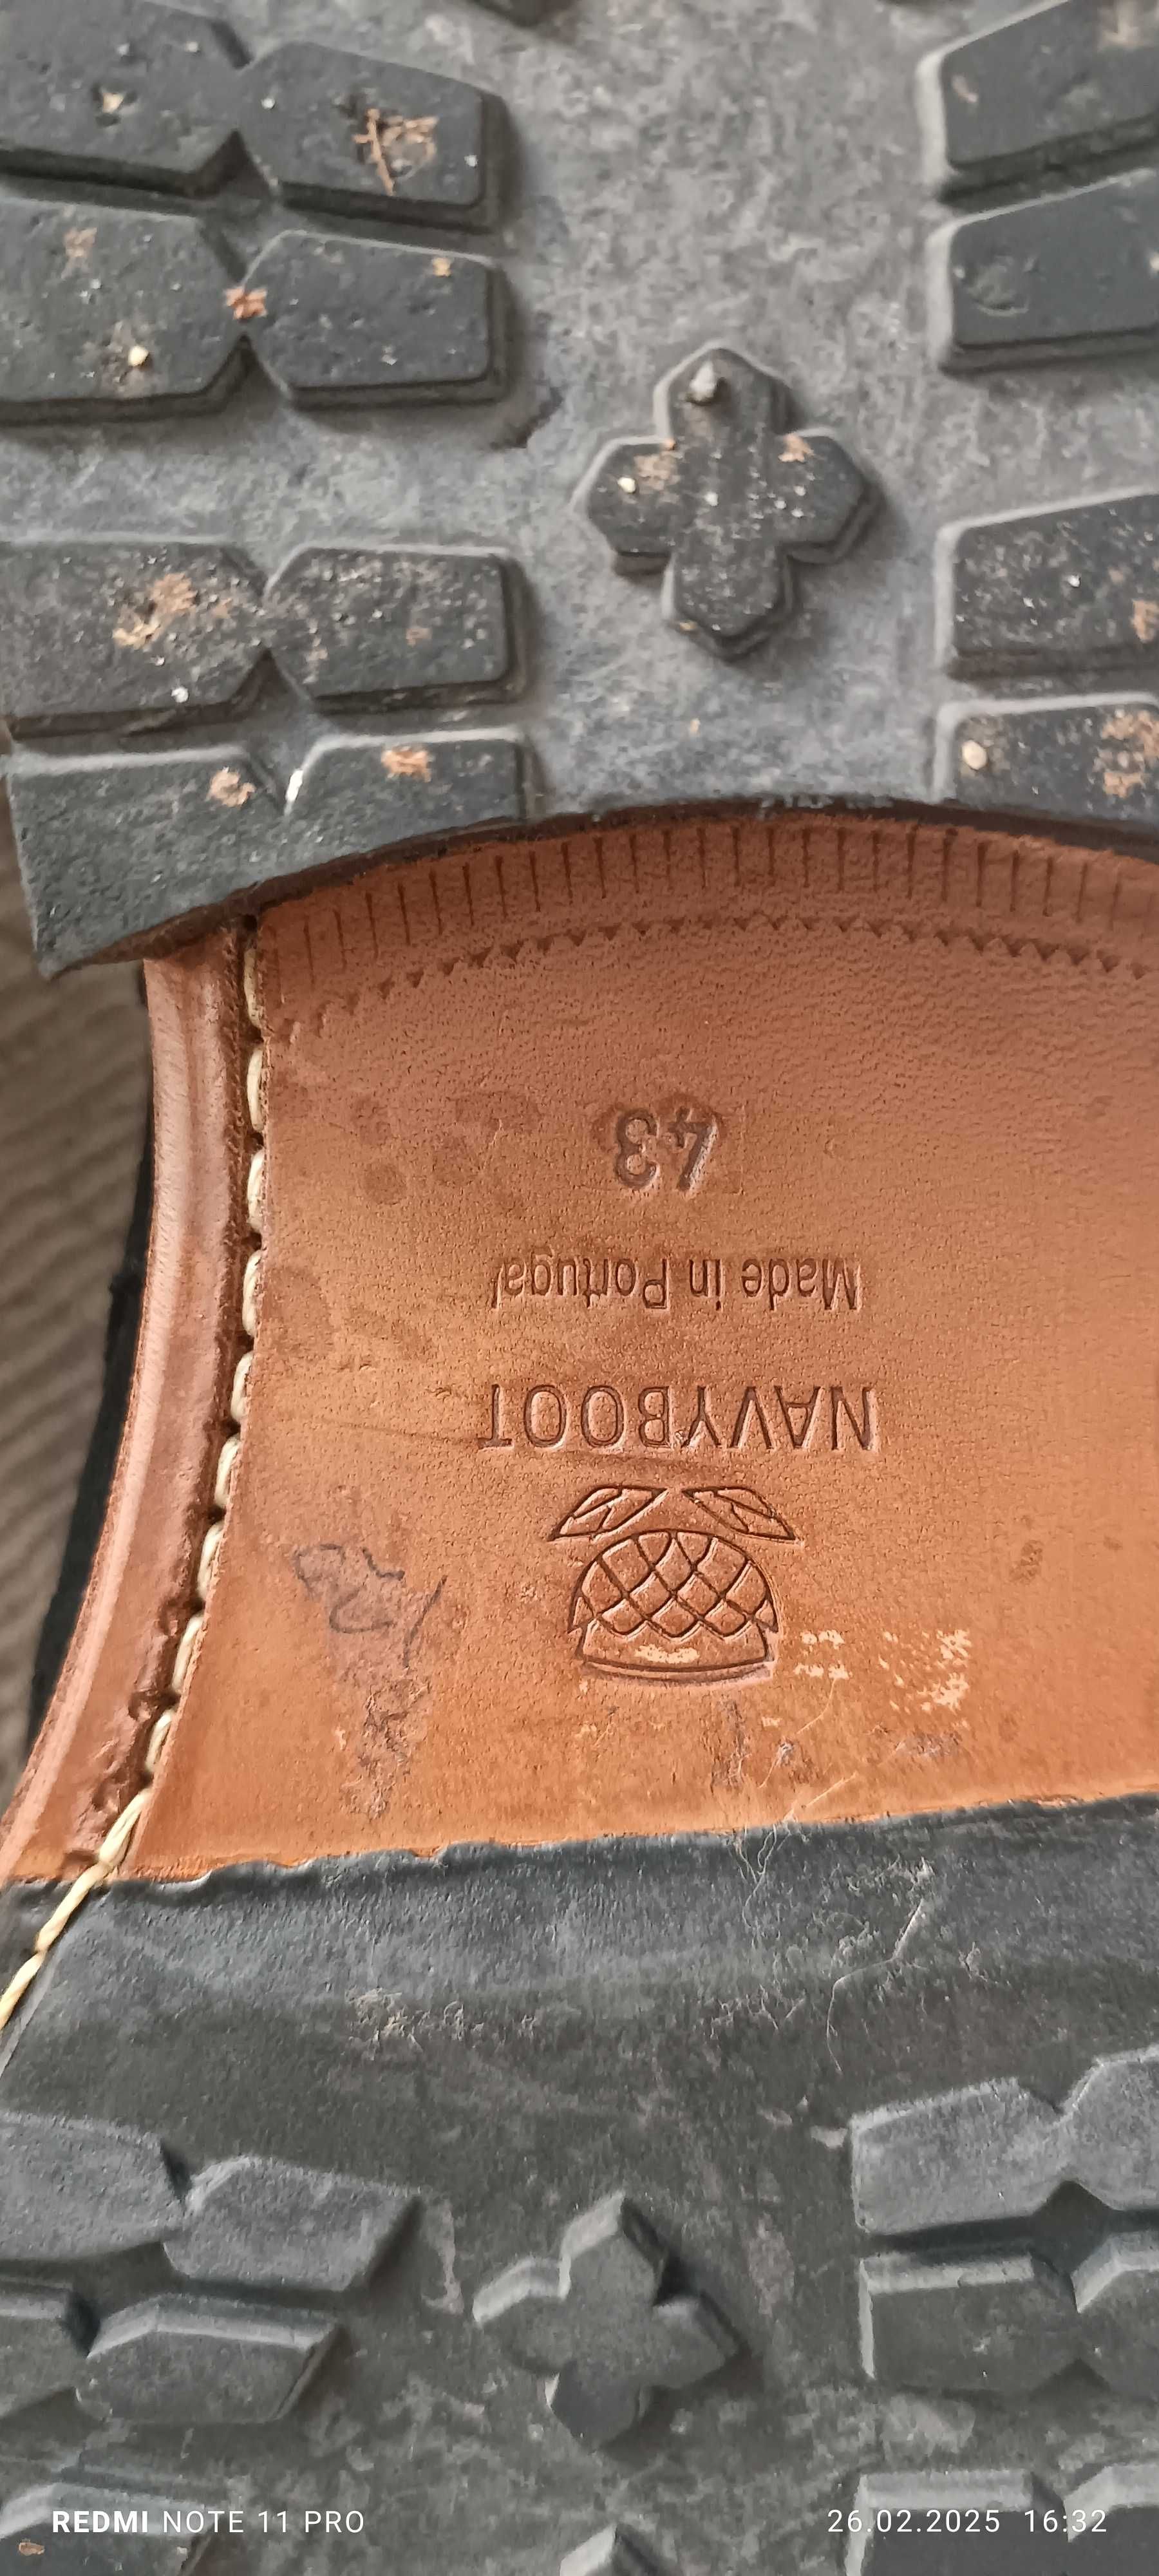 NAVYBOOT
Made in Portugal
43
REDMI NOTE 11 PRO
26.02.2025 16:32